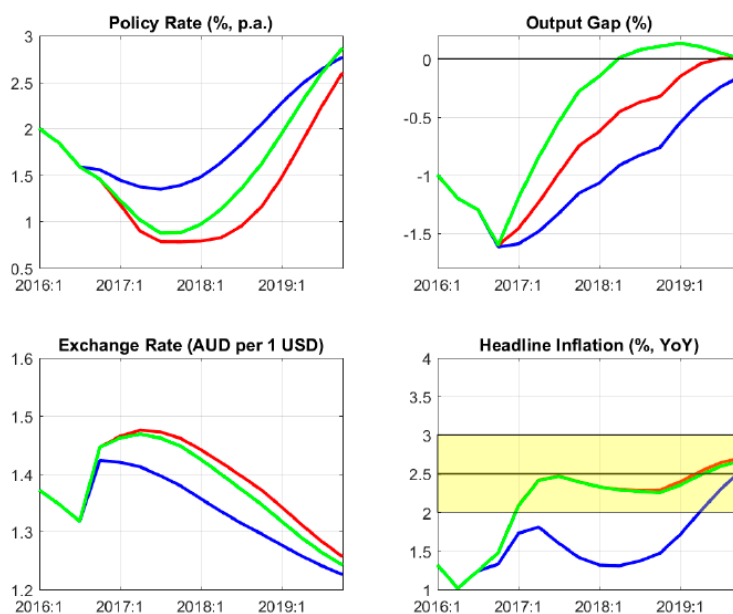 Policy Rate (%, p.a.)
3
2.5
2
1.5
1
0.5
2016:1 2017:1 2018:1 2019:1
Output Gap (%)
0
-0.5
-1
-1.5
2016:1 2017:1 2018:1 2019:1
Exchange Rate (AUD per 1 USD)
1.6
1.5
1.4
1.3
1.2
2016:1 2017:1 2018:1 2019:1
Headline Inflation (%, YoY)
4
3.5
3
2.5
2
1.5
1
2016:1 2017:1 2018:1 2019:1